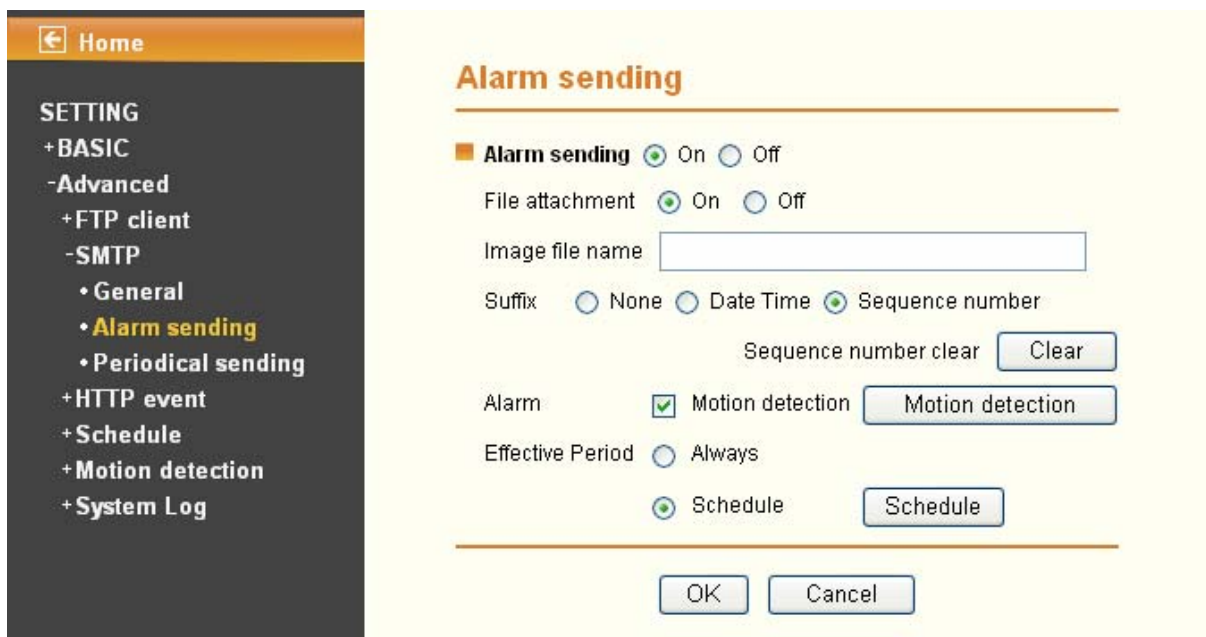 Home
SETTING
+BASIC
-Advanced
+FTP client
-SMTP
•General
•Alarm sending
•Periodical sending
+HTTP event
+Schedule
+Motion detection
+System Log
Alarm sending
Alarm sending On Off
File attachment On Off
Image file name
Suffix None Date Time Sequence number
Sequence number clear Clear
Alarm Motion detection Motion detection
Effective Period Always
Schedule Schedule
OK Cancel